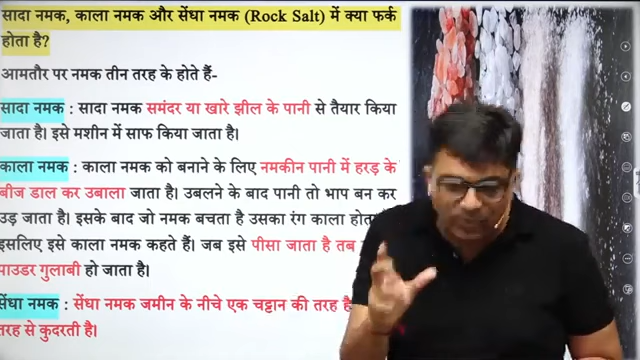 सादा नमक, काला नमक और सेंधा नमक (Rock Salt) में क्या फर्क
होता है?
आमतौर पर नमक तीन तरह के होते हैं-
सादा नमक : सादा नमक समंदर या खारे झील के पानी से तैयार किया
जाता है। इसे मशीन में साफ किया जाता है।
काला नमक : काला नमक को बनाने के लिए नमकीन पानी में हरड़ के
बीज डाल कर उबाला जाता है। उबलने के बाद पानी तो भाप बन कर
उड़ जाता है। इसके बाद जो नमक बचता है उसका रंग काला
इसलिए इसे काला नमक कहते हैं। जब इसे पीसा जाता है तब
पाउडर गुलाबी हो जाता है।
सेंधा नमक : सेंधा नमक जमीन के नीचे एक चट्टान की तरह है
तरह से कुदरती है।